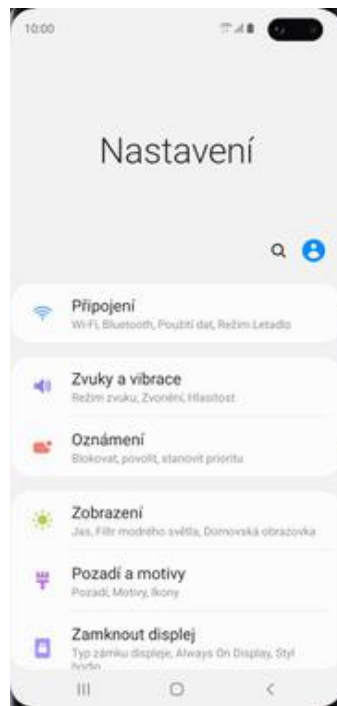 10:00
Nastavení
Připojení
Wi-Fi, Bluetooth, Použití dat, Režim Letadlo
Zvuky a vibrace
Režim zvuku, Zvonění, Hlasitost
Oznámení
Blokovat, povolit, stanovit prioritu
Zobrazení
Jas, Filtr modrého světla, Domovská obrazovka
Pozadí a motivy
Pozadí, Motivy, Ikony
Zamknout displej
Typ zámku displeje, Always On Display, Styl
hodin